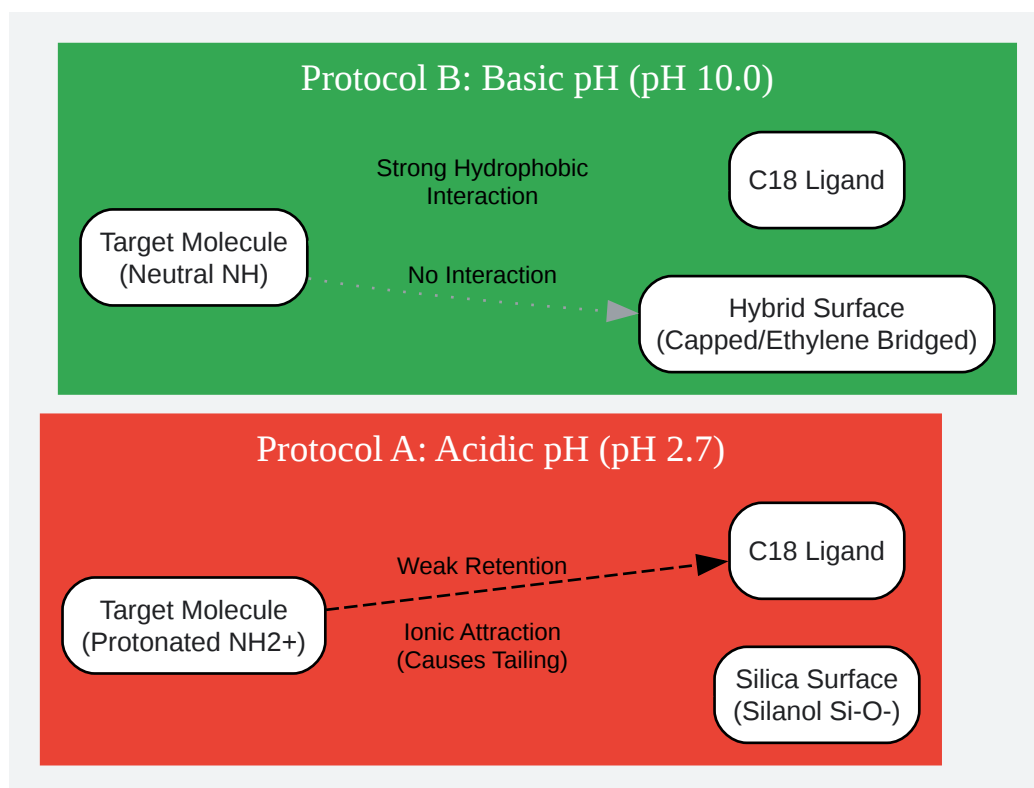 Protocol B: Basic pH (pH 10.0)
Strong Hydrophobic
Interaction
C18 Ligand
Target Molecule
(Neutral NH)
No Interaction
Hybrid Surface
(Capped/Ethylene Bridged)
Protocol A: Acidic pH (pH 2.7)
C18 Ligand
Weak Retention
Target Molecule
(Protonated NH2+)
Ionic Attraction
(Causes Tailing)
Silica Surface
(Silanol Si-O-)